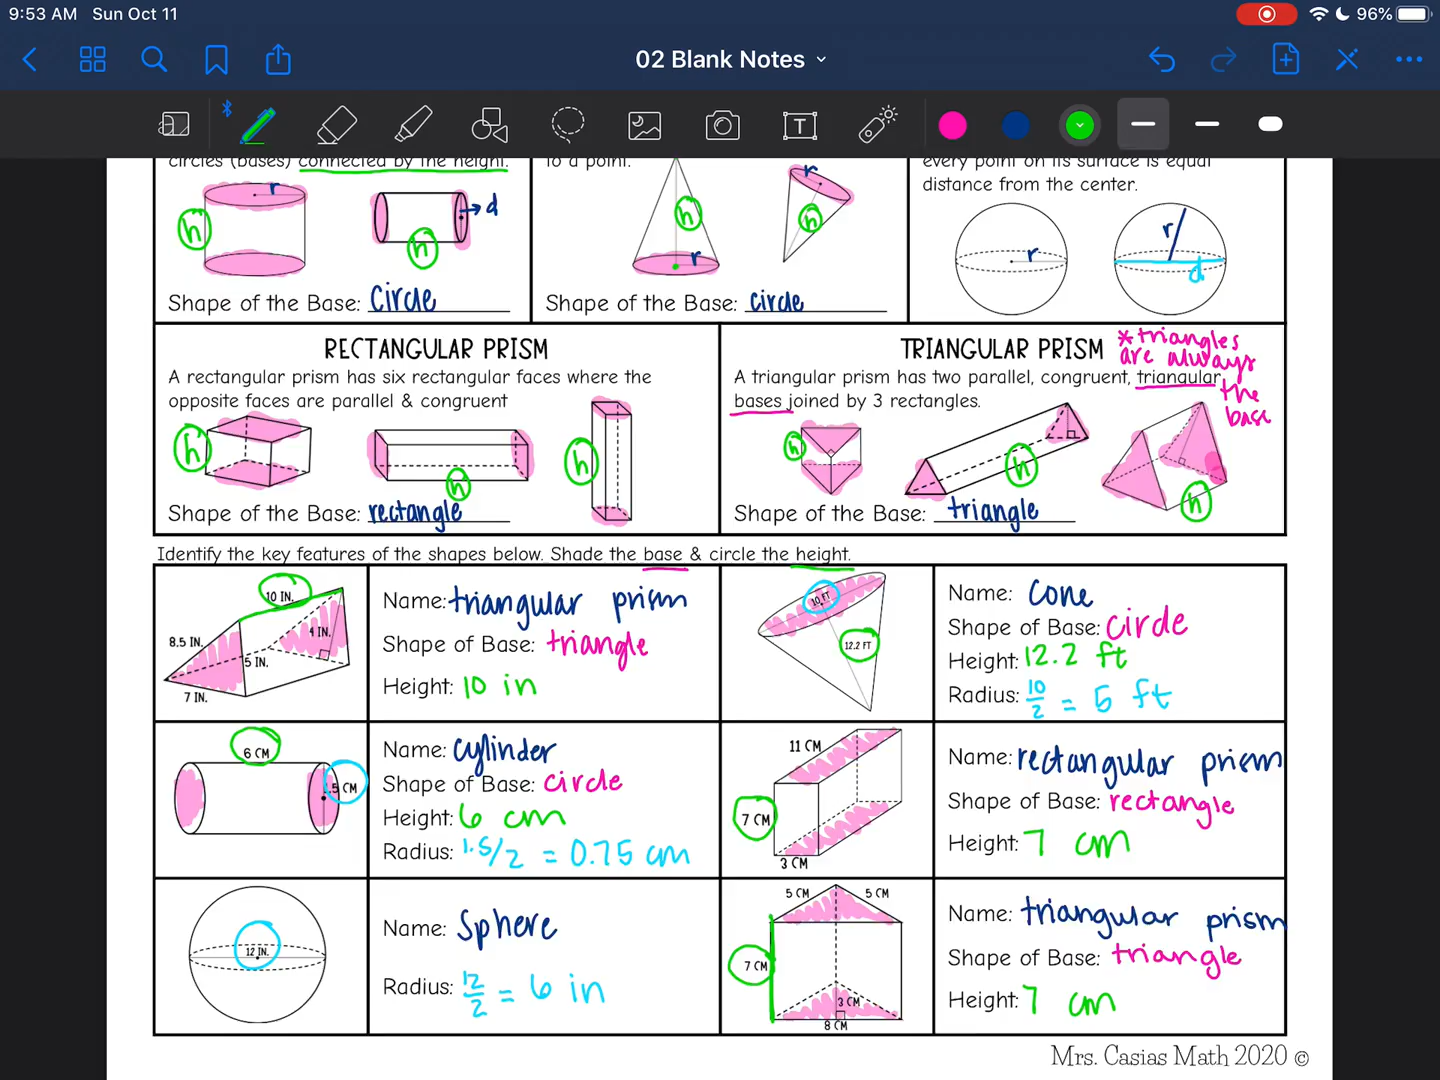 9:53 AM Sun Oct 11
96%
02 Blank Notes
T
circles (bases) connected by the height.
to a point.
every point on its surface is equal
distance from the center.
r
h
d
h
h
r
r
h
r
r
d
Shape of the Base: circle
Shape of the Base: circle
RECTANGULAR PRISM
A rectangular prism has six rectangular faces where the
opposite faces are parallel & congruent
h
h
h
Shape of the Base: rectangle
TRIANGULAR PRISM
*triangles
are always
the
base
A triangular prism has two parallel, congruent, triangular
bases joined by 3 rectangles.
h
h
h
Shape of the Base: triangle
Identify the key features of the shapes below. Shade the base & circle the height.
10 IN.
8.5 IN.
4 IN.
5 IN.
7 IN.
Name: triangular prism
Shape of Base: triangle
Height: 10 in
10 FT
12.2 FT
Name: cone
Shape of Base: circle
Height: 12.2 ft
Radius: 10/2 = 5 ft
6 CM
.5 CM
Name: cylinder
Shape of Base: circle
Height: 6 cm
Radius: 1.5/2 = 0.75 cm
11 CM
7 CM
3 CM
Name: rectangular prism
Shape of Base: rectangle
Height: 7 cm
12 IN.
Name: Sphere
Radius: 12/2 = 6 in
5 CM 5 CM
7 CM
3 CM
8 CM
Name: triangular prism
Shape of Base: triangle
Height: 7 cm
Mrs. Casias Math 2020 ©